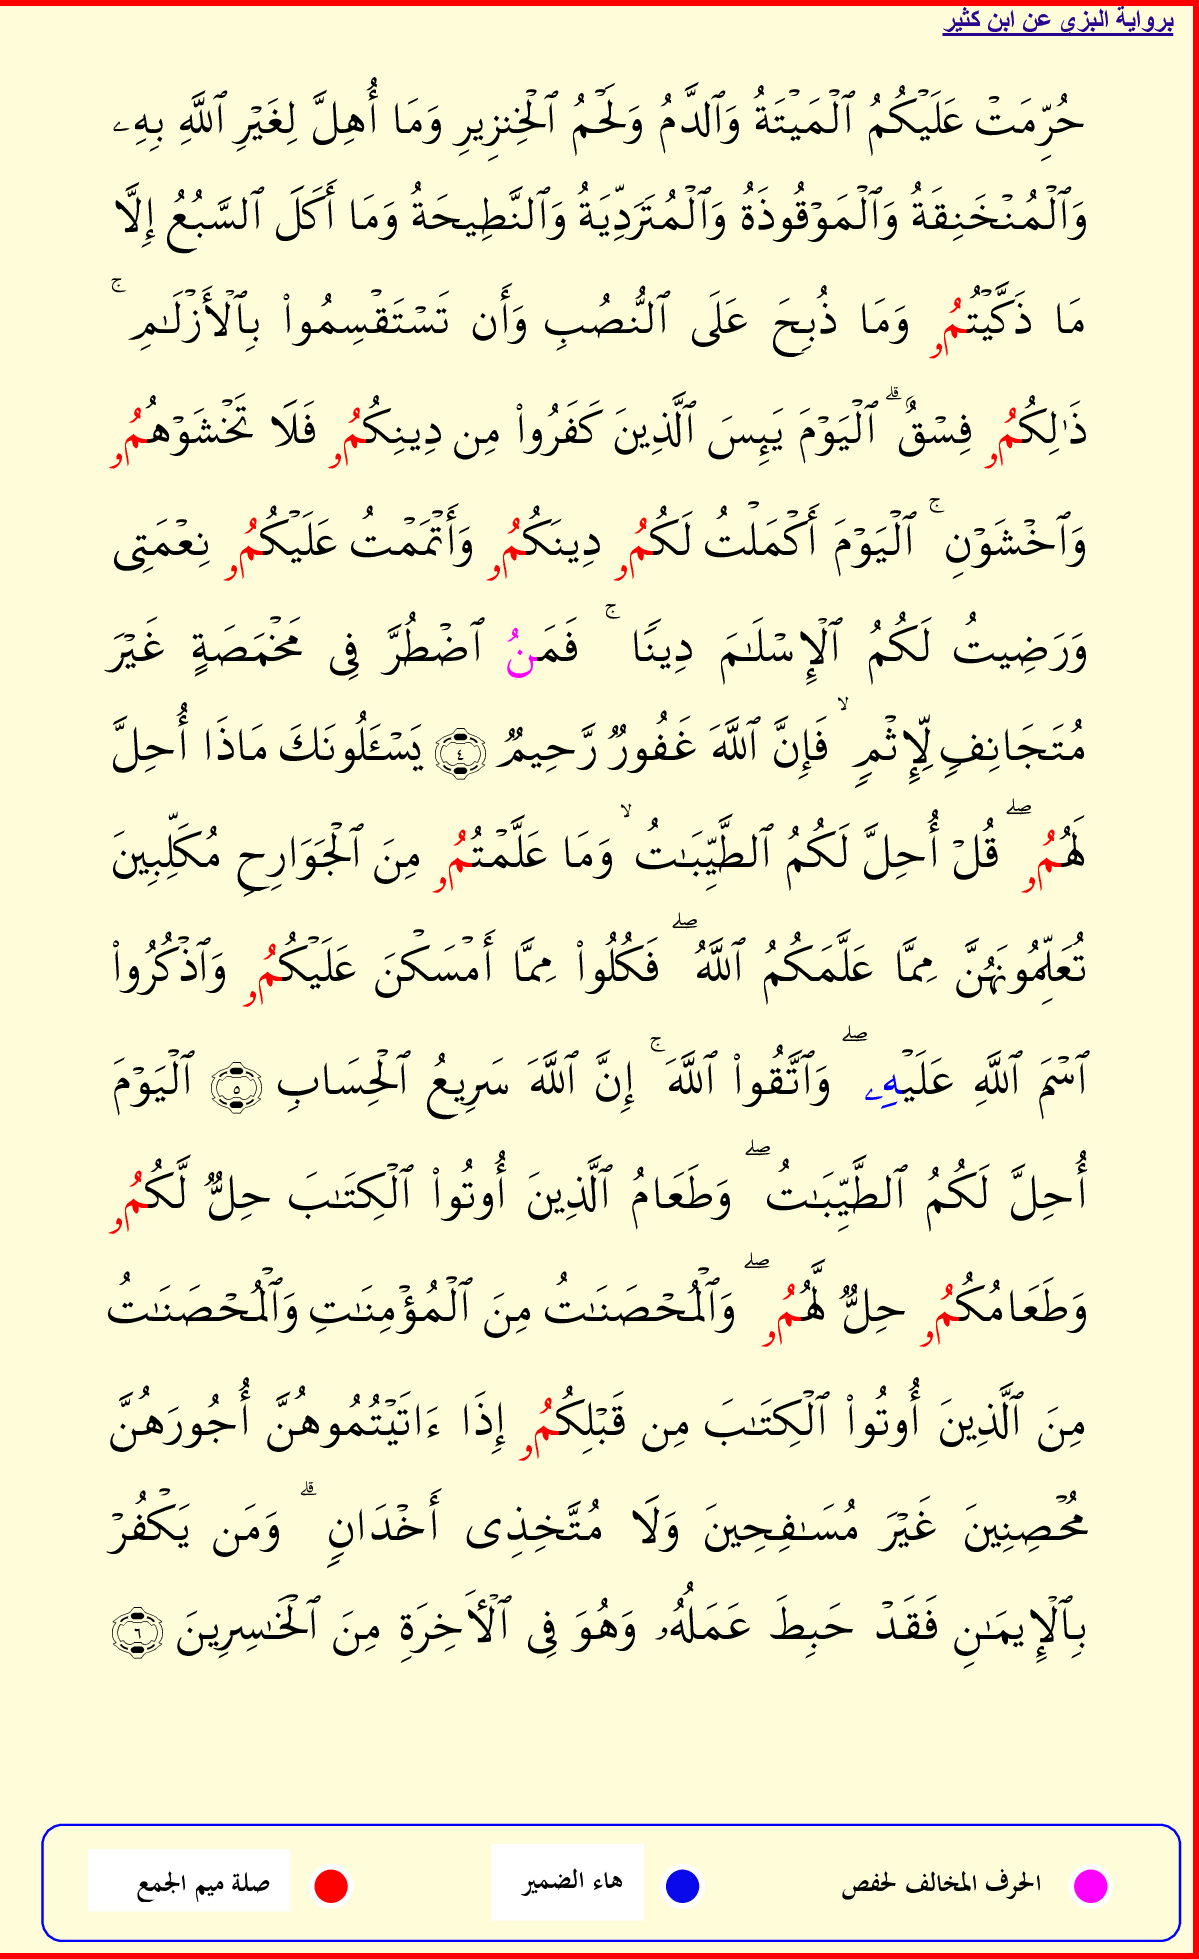 برواية البزي عن ابن كثير
حُرِّمَتْ عَلَيْكُمُ ٱلْمَيْتَةُ وَٱلدَّمُ وَلَحْمُ ٱلْخِنزِيرِ وَمَا أُهِلَّ لِغَيْرِ ٱللَّهِ بِهِۦ
وَٱلْمُنْخَنِقَةُ وَٱلْمَوْقُوذَةُ وَٱلْمُتَرَدِّيَةُ وَٱلنَّطِيحَةُ وَمَا أَكَلَ ٱلسَّبُعُ إِلَّا
مَا ذَكَّيْتُمُۥ وَمَا ذُبِحَ عَلَى ٱلنُّصُبِ وَأَن تَسْتَقْسِمُوا۟ بِٱلْأَزْلَـٰمِ ۚ
ذَٰلِكُمُۥ فِسْقٌ ۗ ٱلْيَوْمَ يَئِسَ ٱلَّذِينَ كَفَرُوا۟ مِن دِينِكُمُۥ فَلَا تَخْشَوْهُمُۥ
وَٱخْشَوْنِ ۚ ٱلْيَوْمَ أَكْمَلْتُ لَكُمُۥ دِينَكُمُۥ وَأَتْمَمْتُ عَلَيْكُمُۥ نِعْمَتِى
وَرَضِيتُ لَكُمُ ٱلْإِسْلَـٰمَ دِينًا ۚ فَمَنُ ٱضْطُرَّ فِى مَخْمَصَةٍ غَيْرَ
مُتَجَانِفٍ لِّإِثْمٍ ۙ فَإِنَّ ٱللَّهَ غَفُورٌ رَّحِيمٌ ٤ يَسْـَٔلُونَكَ مَاذَا أُحِلَّ
لَهُمُۥ ۖ قُلْ أُحِلَّ لَكُمُ ٱلطَّيِّبَـٰتُ ۙ وَمَا عَلَّمْتُمُۥ مِنَ ٱلْجَوَارِحِ مُكَلِّبِينَ
تُعَلِّمُونَهُنَّ مِمَّا عَلَّمَكُمُ ٱللَّهُ ۖ فَكُلُوا۟ مِمَّا أَمْسَكْنَ عَلَيْكُمُۥ وَٱذْكُرُوا۟
ٱسْمَ ٱللَّهِ عَلَيْهِۦ ۖ وَٱتَّقُوا۟ ٱللَّهَ ۚ إِنَّ ٱللَّهَ سَرِيعُ ٱلْحِسَابِ ٥ ٱلْيَوْمَ
أُحِلَّ لَكُمُ ٱلطَّيِّبَـٰتُ ۖ وَطَعَامُ ٱلَّذِينَ أُوتُوا۟ ٱلْكِتَـٰبَ حِلٌّ لَّكُمُۥ
وَطَعَامُكُمُۥ حِلٌّ لَّهُمُۥ ۖ وَٱلْمُحْصَنَـٰتُ مِنَ ٱلْمُؤْمِنَـٰتِ وَٱلْمُحْصَنَـٰتُ
مِنَ ٱلَّذِينَ أُوتُوا۟ ٱلْكِتَـٰبَ مِن قَبْلِكُمُۥ إِذَا ءَاتَيْتُمُوهُنَّ أُجُورَهُنَّ
مُحْصِنِينَ غَيْرَ مُسَـٰفِحِينَ وَلَا مُتَّخِذِى أَخْدَانٍ ۗ وَمَن يَكْفُرْ
بِٱلْإِيمَـٰنِ فَقَدْ حَبِطَ عَمَلُهُۥ وَهُوَ فِى ٱلْأَخِرَةِ مِنَ ٱلْخَـٰسِرِينَ ٦
الحرف المخالف لحفص هاء الضمير صلة ميم الجمع